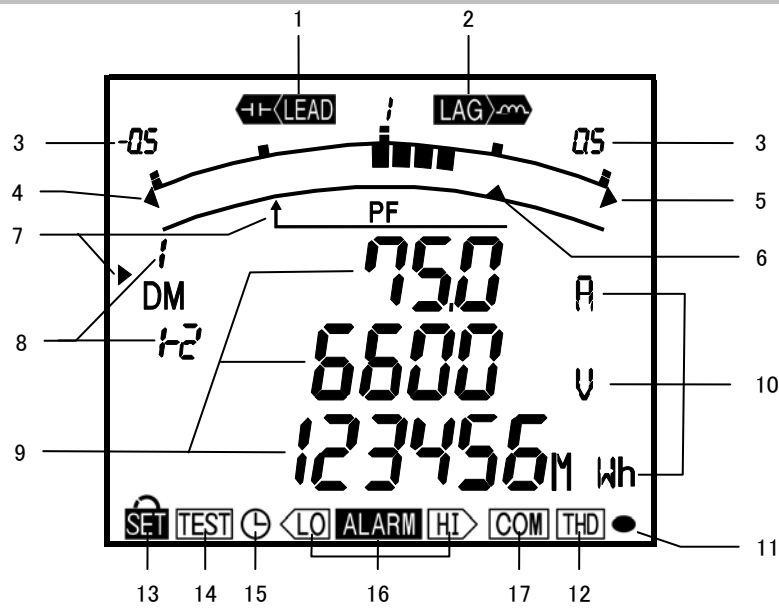 1 2
LEAD 1 LAG
3 -0.5 0.5 3
4 5
7 PF 6
1 75.0 A
DM
8 1-2 6600 V 10
9 123456 M Wh
SET TEST LO ALARM HI COM THD 11
13 14 15 16 17 12